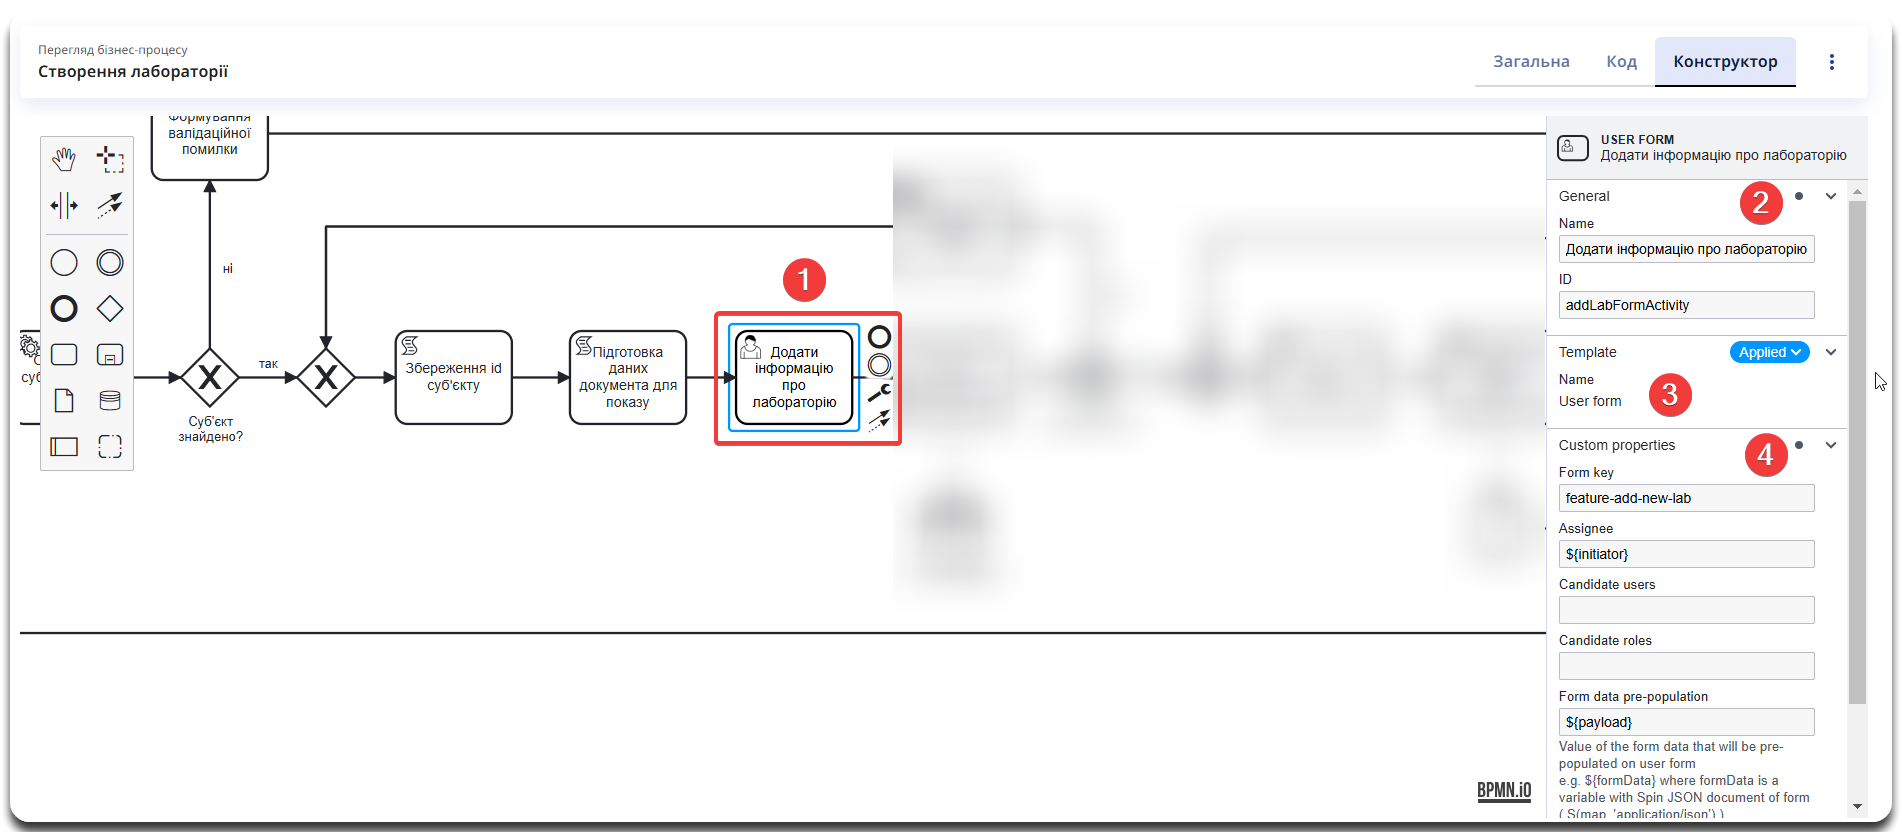 Перегляд бізнес-процесу
Створення лабораторії
Загальна
Код
Конструктор
Формування
валідаційної
помилки
ні
так
Суб'єкт
знайдено?
Збереження id
суб'єкту
Підготовка
даних
документа для
показу
1
Додати
інформацію
про
лабораторію
BPMN.iO
USER FORM
Додати інформацію про лабораторію
General
2
Name
Додати інформацію про лабораторію
ID
addLabFormActivity
Template
Applied
Name
User form
3
Custom properties
4
Form key
feature-add-new-lab
Assignee
${initiator}
Candidate users
Candidate roles
Form data pre-population
${payload}
Value of the form data that will be pre-
populated on user form
e.g. ${formData} where formData is a
variable with Spin JSON document of form
( S(map, 'application/json') )